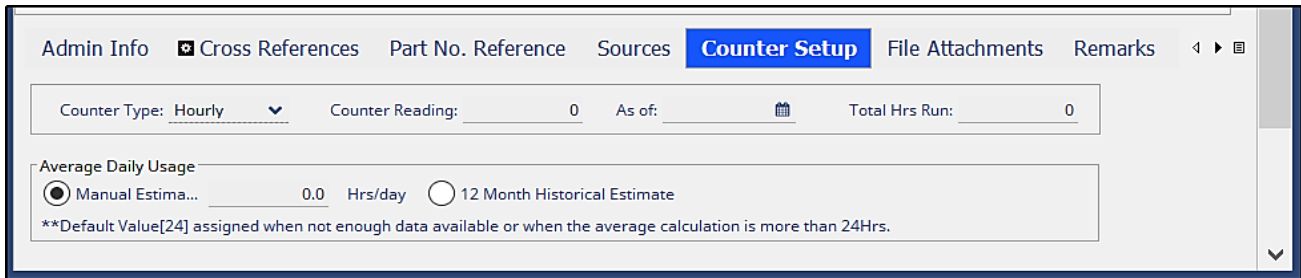 Admin Info Cross References Part No. Reference Sources Counter Setup File Attachments Remarks
Counter Type: Hourly Counter Reading: 0 As of: Total Hrs Run: 0
Average Daily Usage
Manual Estima... 0.0 Hrs/day 12 Month Historical Estimate
**Default Value[24] assigned when not enough data available or when the average calculation is more than 24Hrs.